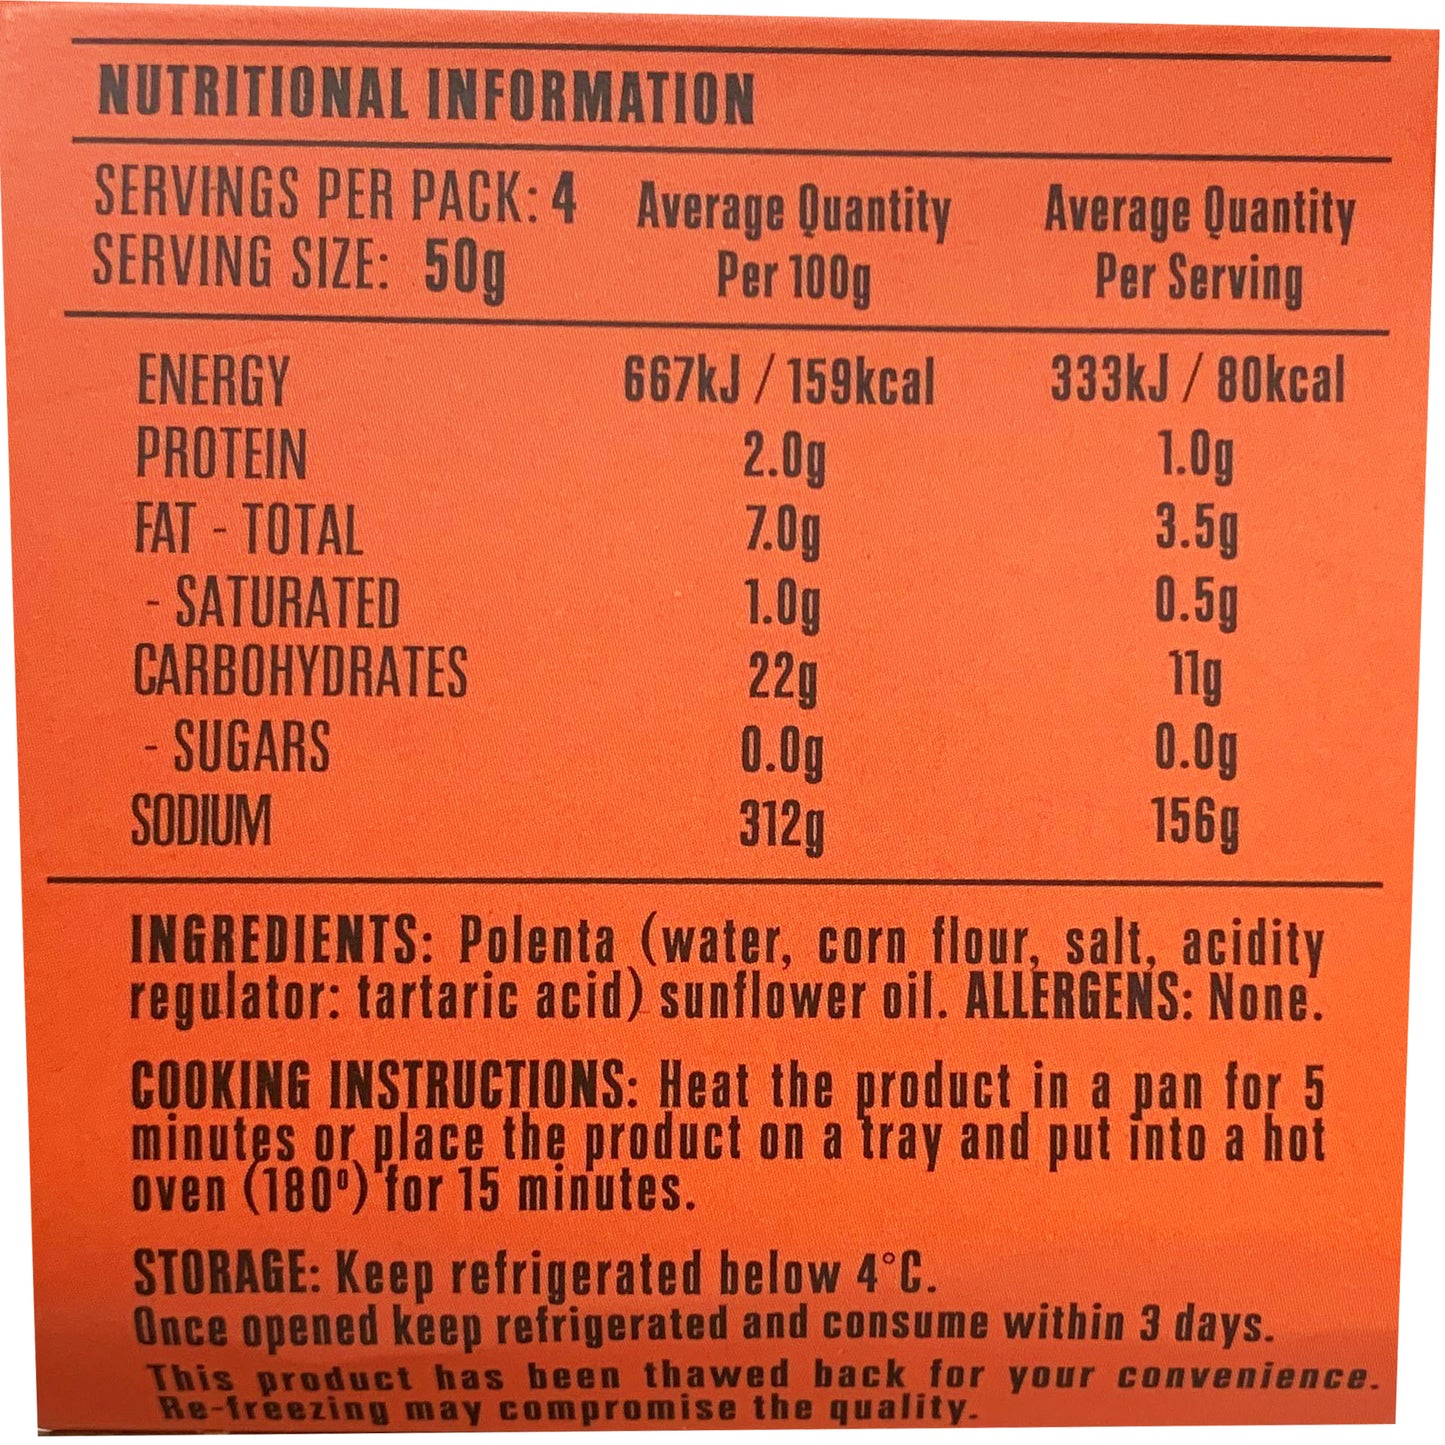 NUTRITIONAL INFORMATION
SERVINGS PER PACK: 4 Average Quantity Average Quantity
SERVING SIZE: 50g Per 100g Per Serving
ENERGY 667kJ / 159kcal 333kJ / 80kcal
PROTEIN 2.0g 1.0g
FAT - TOTAL 7.0g 3.5g
- SATURATED 1.0g 0.5g
CARBOHYDRATES 22g 11g
- SUGARS 0.0g 0.0g
SODIUM 312g 156g
INGREDIENTS: Polenta (water, corn flour, salt, acidity
regulator: tartaric acid) sunflower oil. ALLERGENS: None.
COOKING INSTRUCTIONS: Heat the product in a pan for 5
minutes or place the product on a tray and put into a hot
oven (180⁰) for 15 minutes.
STORAGE: Keep refrigerated below 4°C.
Once opened keep refrigerated and consume within 3 days.
This product has been thawed back for your convenience.
Re-freezing may compromise the quality.